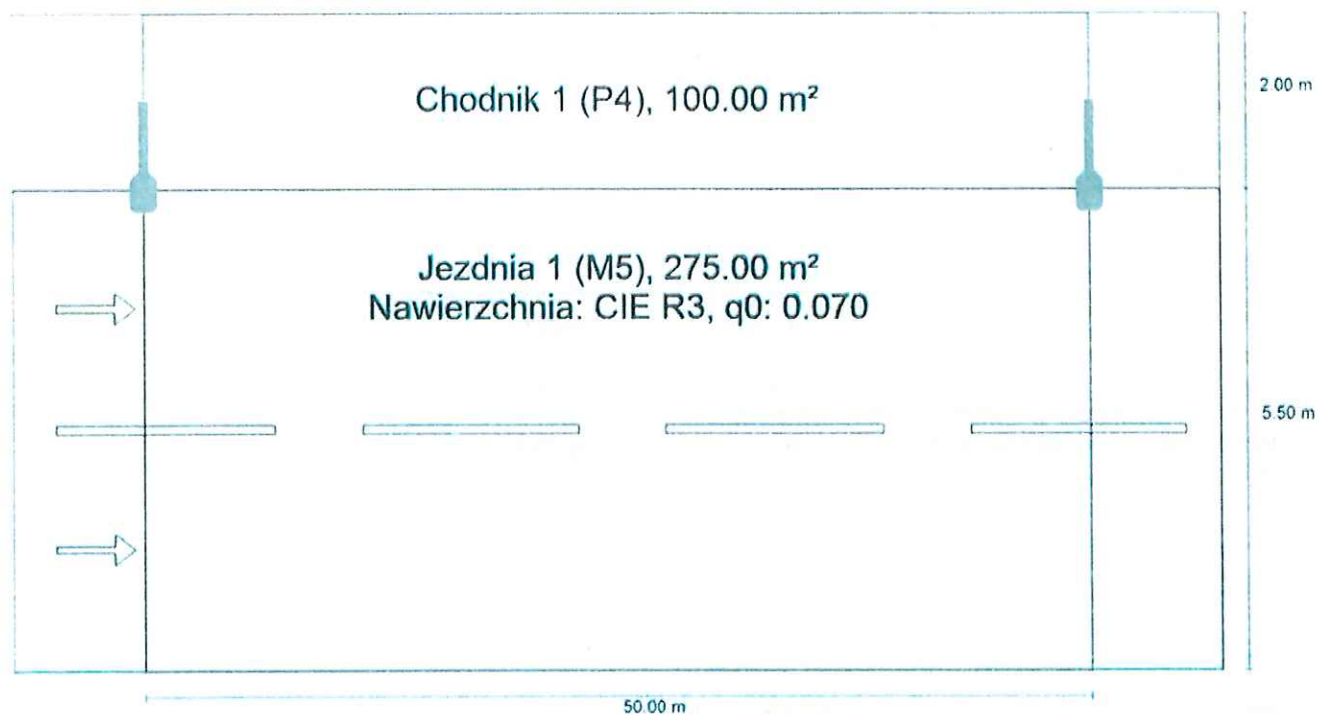 Chodnik 1 (P4), 100.00 m²
2.00 m
Jezdnia 1 (M5), 275.00 m²
Nawierzchnia: CIE R3, q0: 0.070
5.50 m
50.00 m